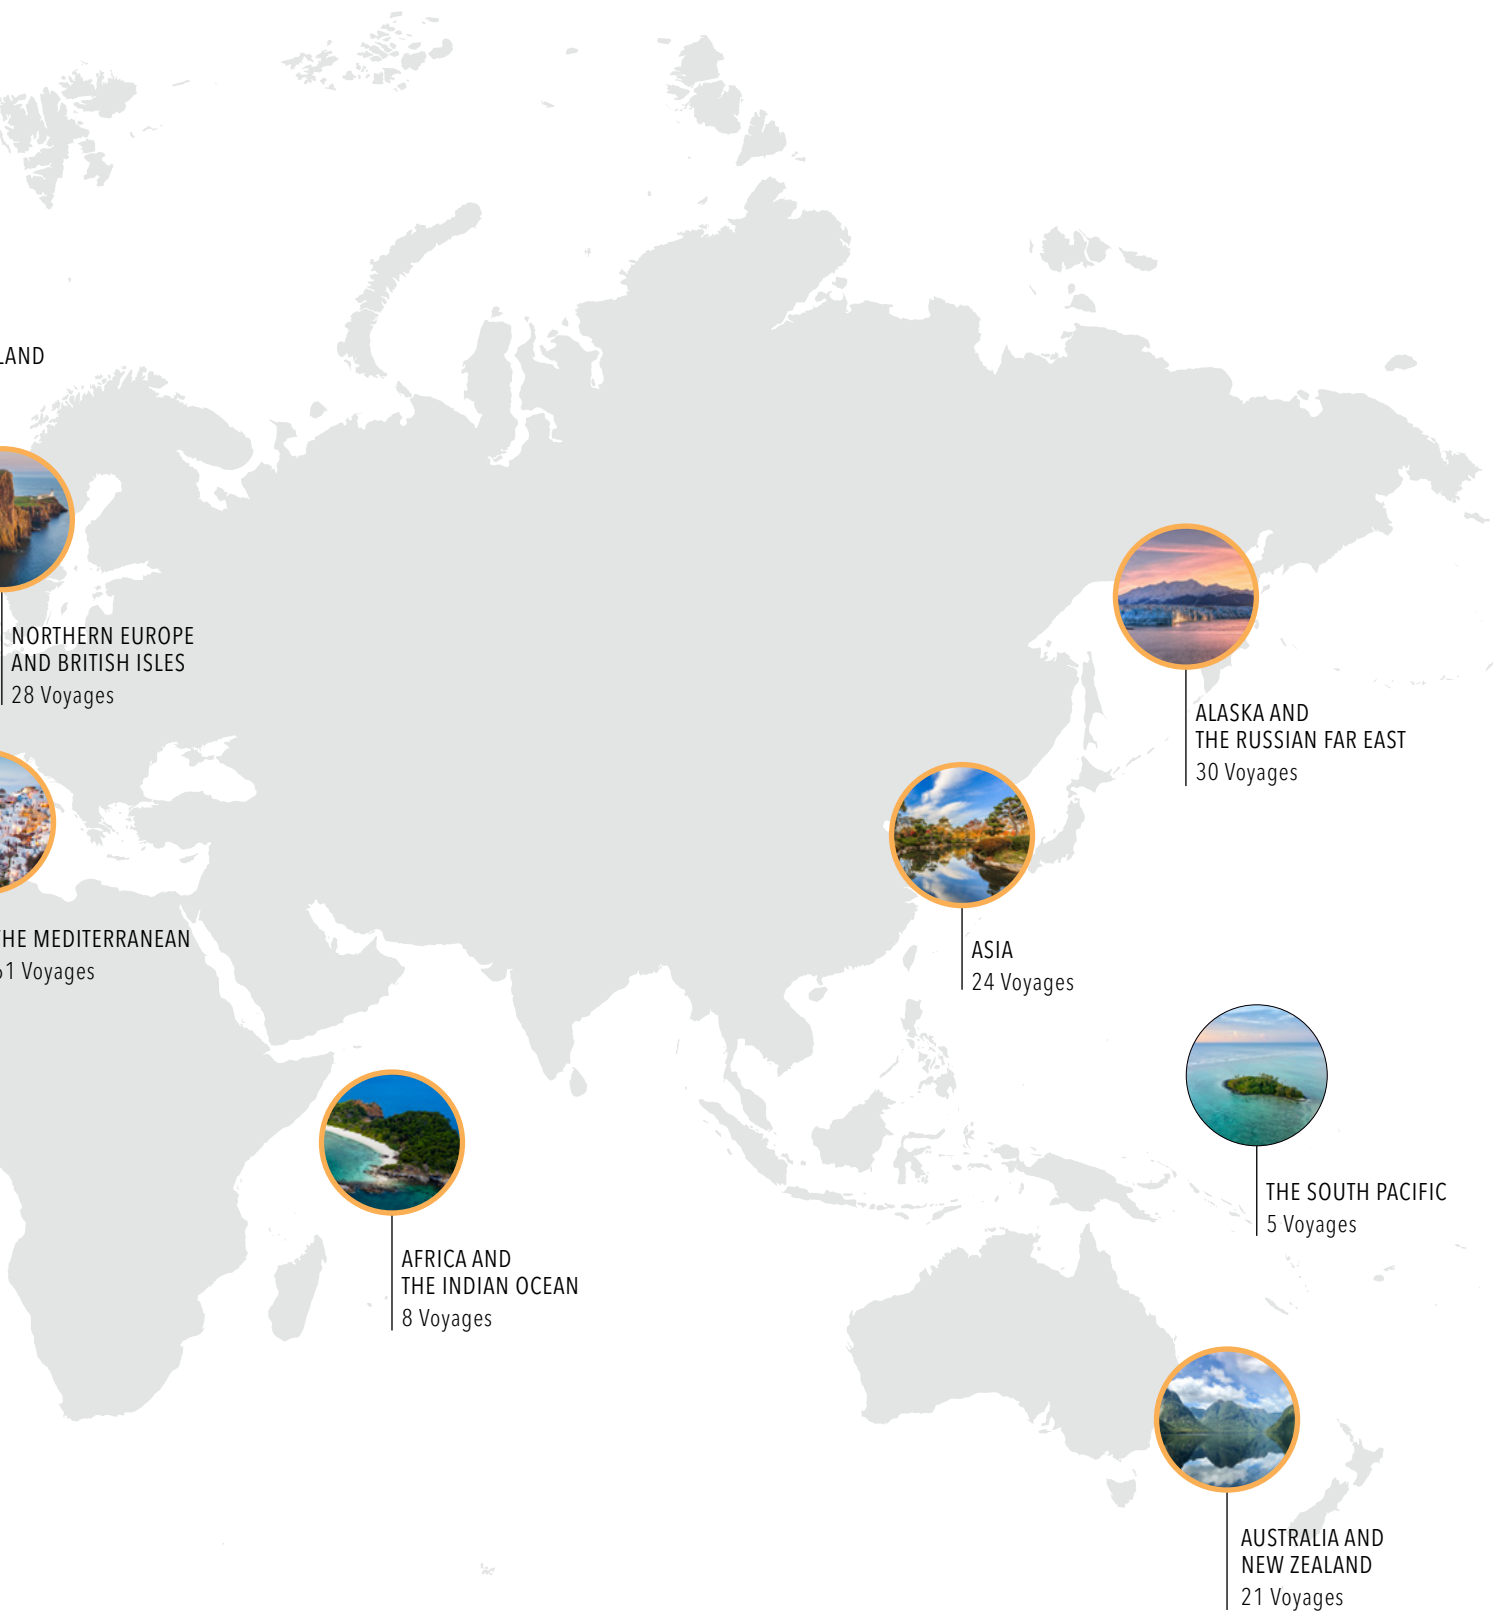 LAND
NORTHERN EUROPE
AND BRITISH ISLES
28 Voyages
ALASKA AND
THE RUSSIAN FAR EAST
30 Voyages
HE MEDITERRANEAN
1 Voyages
ASIA
24 Voyages
THE SOUTH PACIFIC
5 Voyages
AFRICA AND
THE INDIAN OCEAN
8 Voyages
AUSTRALIA AND
NEW ZEALAND
21 Voyages